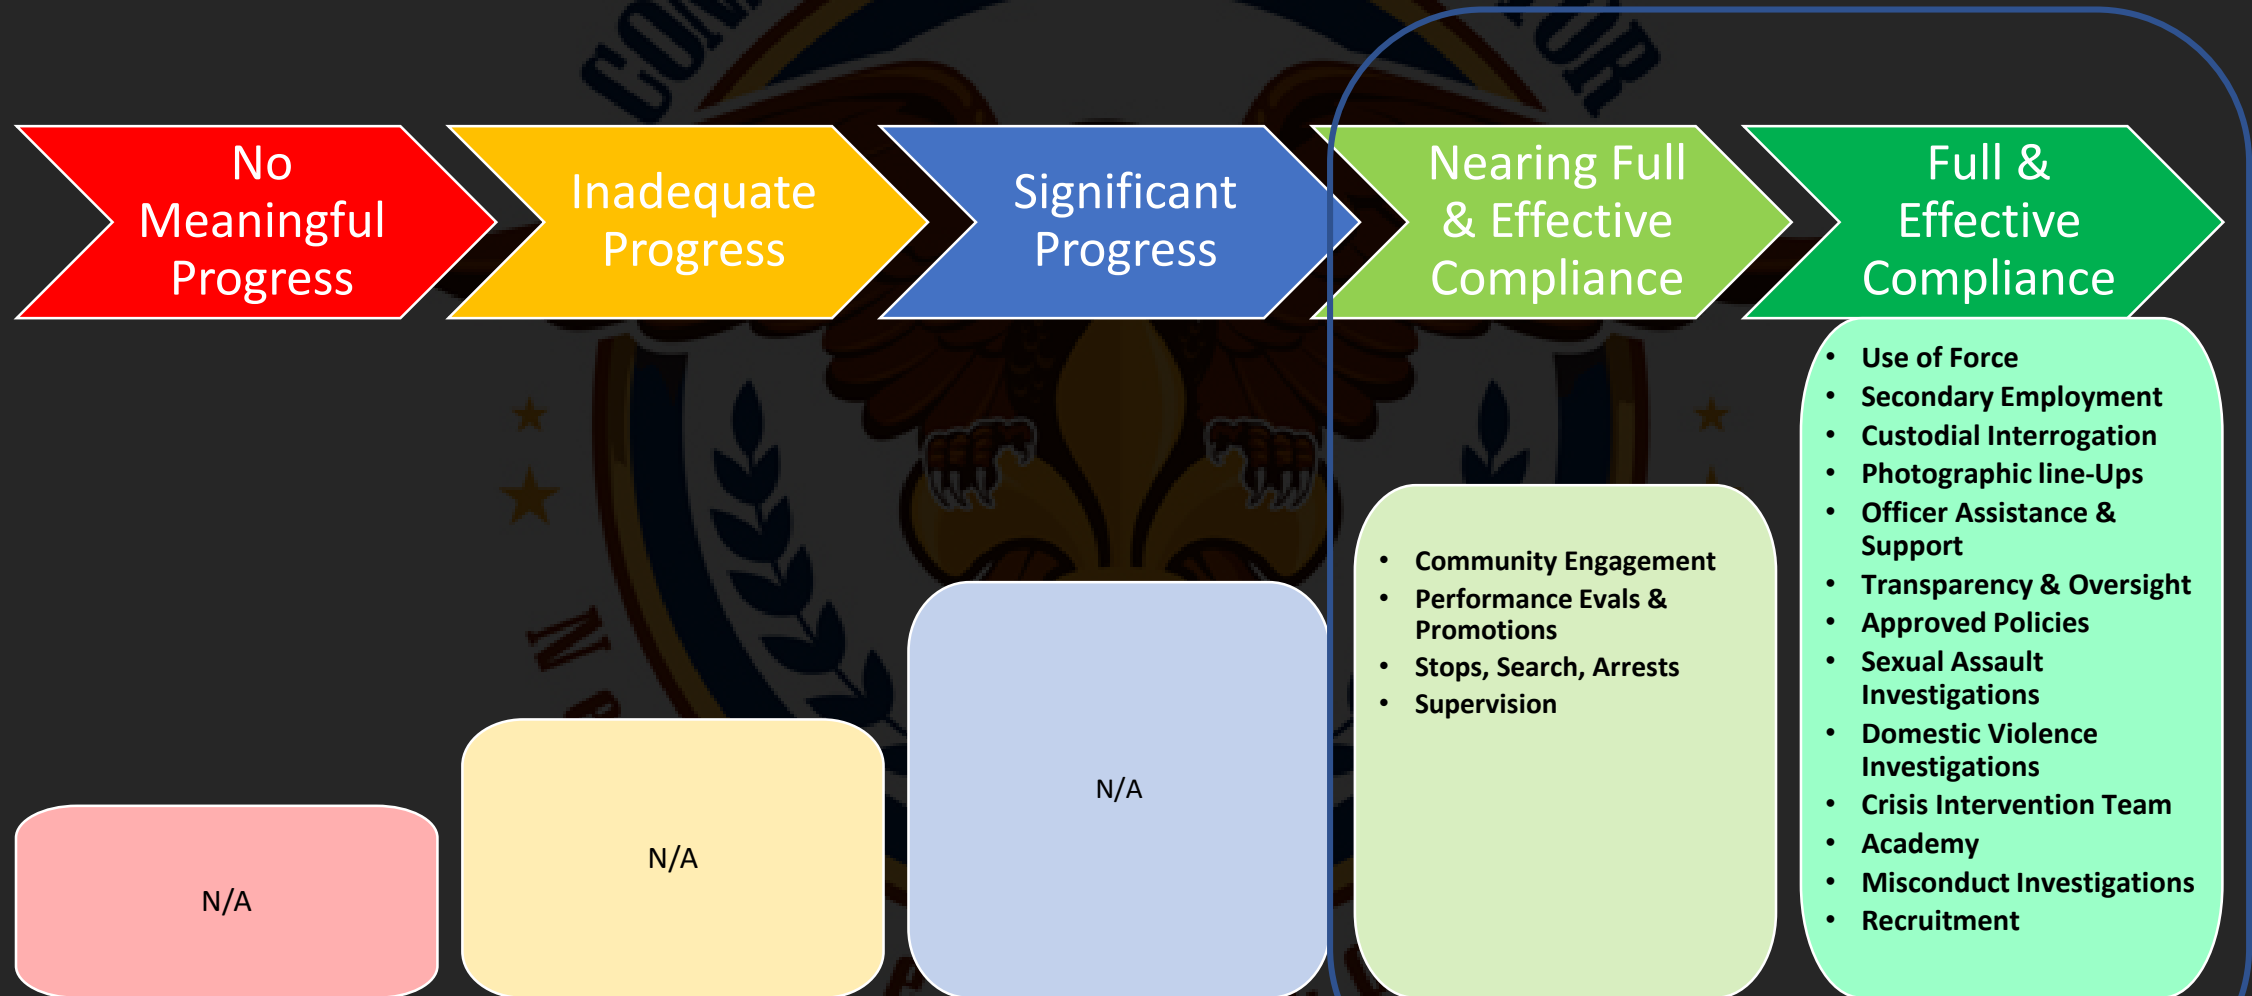 No
Meaningful
Progress
Inadequate
Progress
Significant
Progress
Nearing Full
& Effective
Compliance
Full &
Effective
Compliance
N/A
N/A
N/A
• Community Engagement
• Performance Evals &
Promotions
• Stops, Search, Arrests
• Supervision
• Use of Force
• Secondary Employment
• Custodial Interrogation
• Photographic line-Ups
• Officer Assistance &
Support
• Transparency & Oversight
• Approved Policies
• Sexual Assault
Investigations
• Domestic Violence
Investigations
• Crisis Intervention Team
• Academy
• Misconduct Investigations
• Recruitment